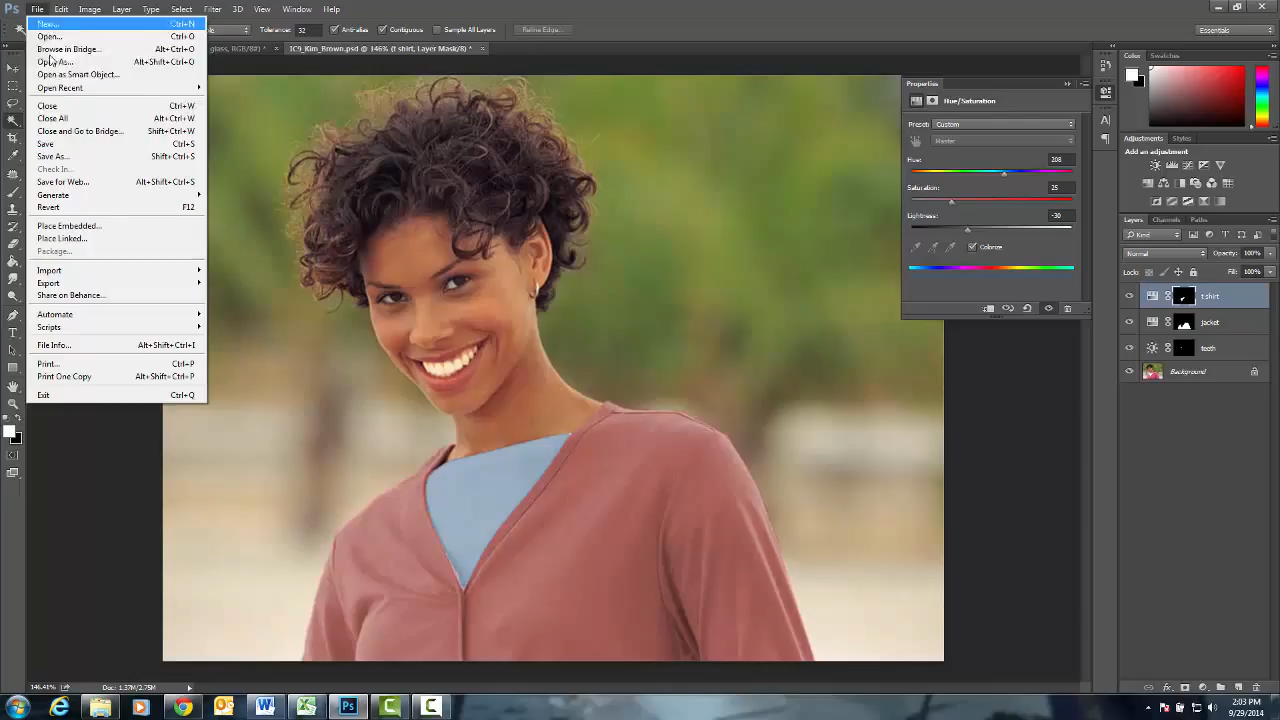 Ps File Edit Image Layer Type Select Filter 3D View Window Help
Tolerance: 32 Anti-alias Contiguous Sample All Layers Refine Edge... Essentials
glass, RGB/8#) * × IC9_Kim_Brown.psd @ 146% (t shirt, Layer Mask/8) * ×
New... Ctrl+N
Open... Ctrl+O
Browse in Bridge... Alt+Ctrl+O
Open As... Alt+Shift+Ctrl+O
Open as Smart Object...
Open Recent
Close Ctrl+W
Close All Alt+Ctrl+W
Close and Go to Bridge... Shift+Ctrl+W
Save Ctrl+S
Save As... Shift+Ctrl+S
Check In...
Save for Web... Alt+Shift+Ctrl+S
Generate
Revert F12
Place Embedded...
Place Linked...
Package...
Import
Export
Share on Behance...
Automate
Scripts
File Info... Alt+Shift+Ctrl+I
Print... Ctrl+P
Print One Copy Alt+Shift+Ctrl+P
Exit Ctrl+Q
Properties
Hue/Saturation
Preset: Custom
Master
Hue: 208
Saturation: 25
Lightness: -30
Colorize
Color Swatches
Adjustments Styles
Add an adjustment
Layers Channels Paths
Kind
Normal Opacity: 100%
Lock: Fill: 100%
t shirt
jacket
teeth
Background
146.41% Doc: 1.37M/2.75M
2:03 PM
9/29/2014